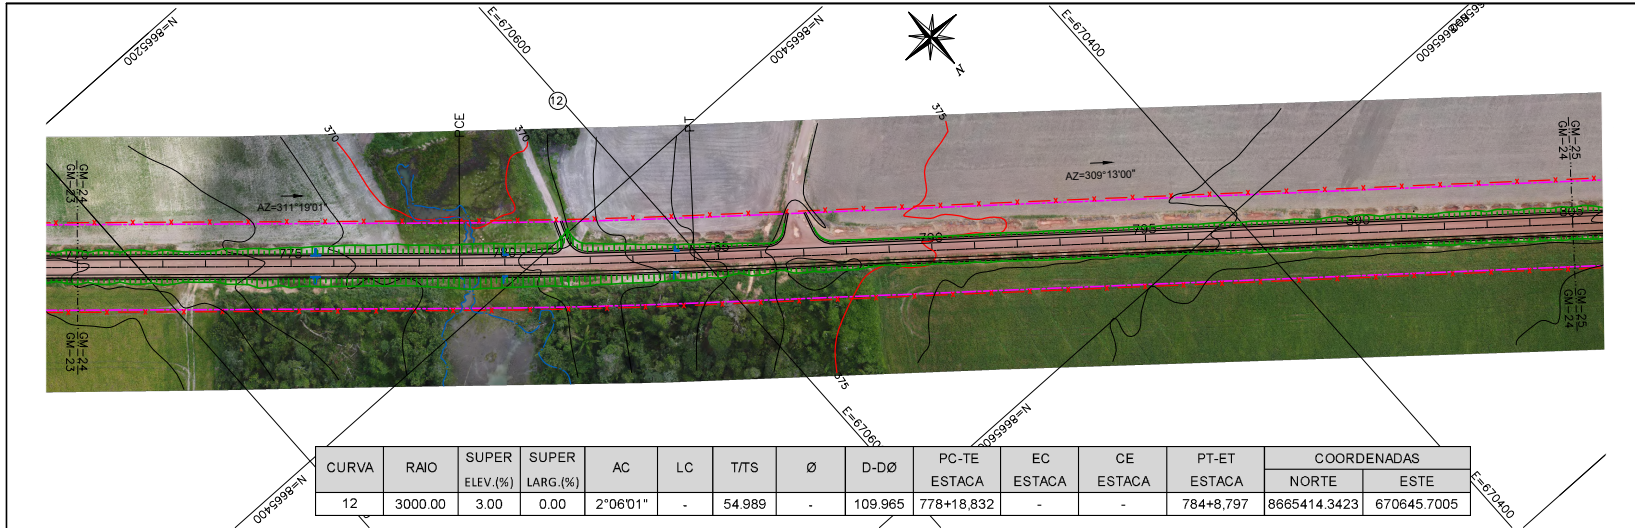 N=8665200
E=670600
N=8665400
E=670400
N=8665600
N
12
370
PCE
370
PT
375
GM-24
GM-23
AZ=311°19'01"
AZ=309°13'00"
GM-25
GM-24
770
775
780
785
790
795
800
805
GM-24
GM-23
GM-25
GM-24
375
N=8665400
E=670600
N=8665600
E=670400
CURVA RAIO SUPER ELEV.(%) SUPER LARG.(%) AC LC T/TS Ø D-DØ PC-TE ESTACA EC ESTACA CE ESTACA PT-ET ESTACA COORDENADAS
NORTE ESTE
12 3000.00 3.00 0.00 2°06'01" - 54.989 - 109.965 778+18,832 - - 784+8,797 8665414.3423 670645.7005